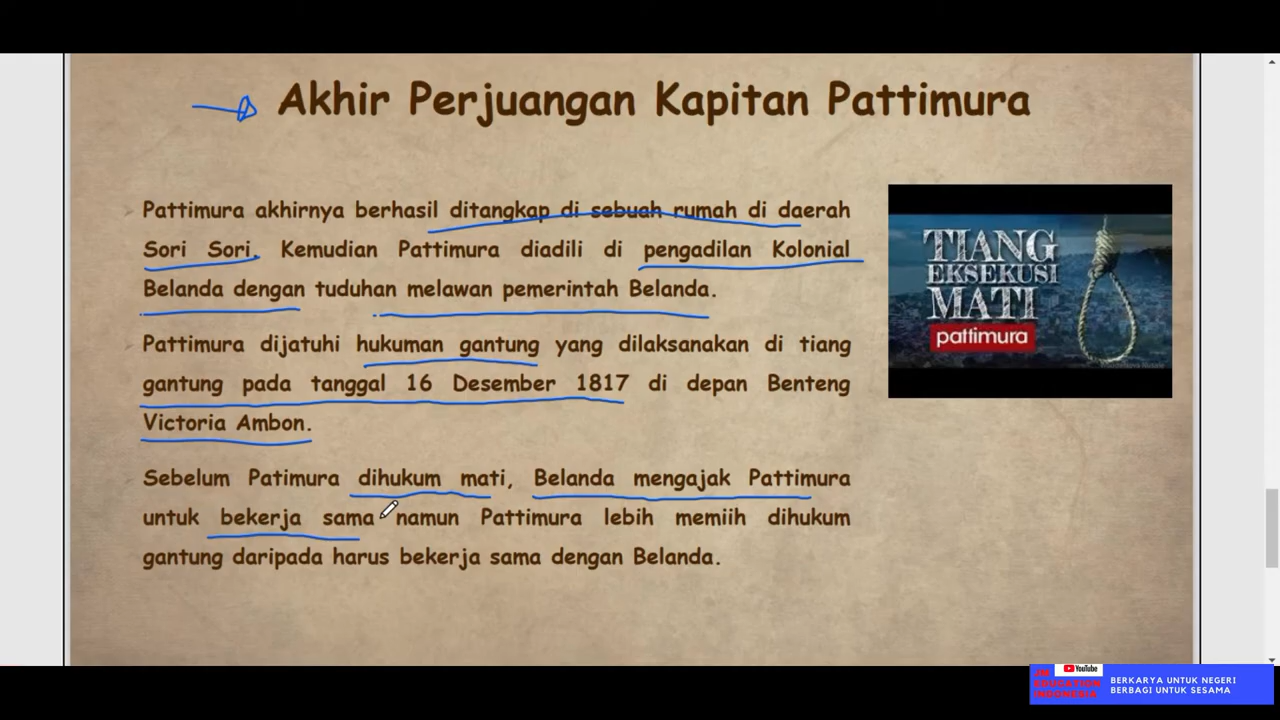 Akhir Perjuangan Kapitan Pattimura
Pattimura akhirnya berhasil ditangkap di sebuah rumah di daerah
Sori Sori. Kemudian Pattimura diadili di pengadilan Kolonial
Belanda dengan tuduhan melawan pemerintah Belanda.
Pattimura dijatuhi hukuman gantung yang dilaksanakan di tiang
gantung pada tanggal 16 Desember 1817 di depan Benteng
Victoria Ambon.
Sebelum Patimura dihukum mati, Belanda mengajak Pattimura
untuk bekerja sama namun Pattimura lebih memiih dihukum
gantung daripada harus bekerja sama dengan Belanda.
TIANG
EKSEKUSI
MATI
pattimura
YouTube
JM
EDUCATION
INDONESIA
BERKARYA UNTUK NEGERI
BERBAGI UNTUK SESAMA